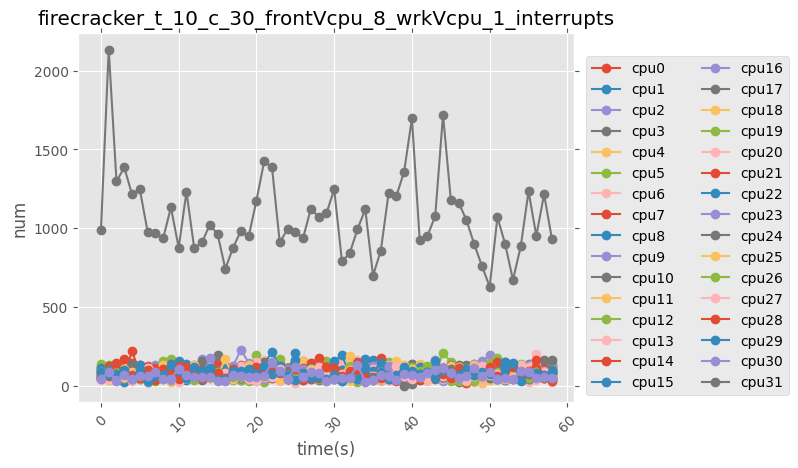 firecracker_t_10_c_30_frontVcpu_8_wrkVcpu_1_interrupts
num
2000
1500
1000
500
0
0
10
20
30
40
50
60
time(s)
cpu0
cpu1
cpu2
cpu3
cpu4
cpu5
cpu6
cpu7
cpu8
cpu9
cpu10
cpu11
cpu12
cpu13
cpu14
cpu15
cpu16
cpu17
cpu18
cpu19
cpu20
cpu21
cpu22
cpu23
cpu24
cpu25
cpu26
cpu27
cpu28
cpu29
cpu30
cpu31